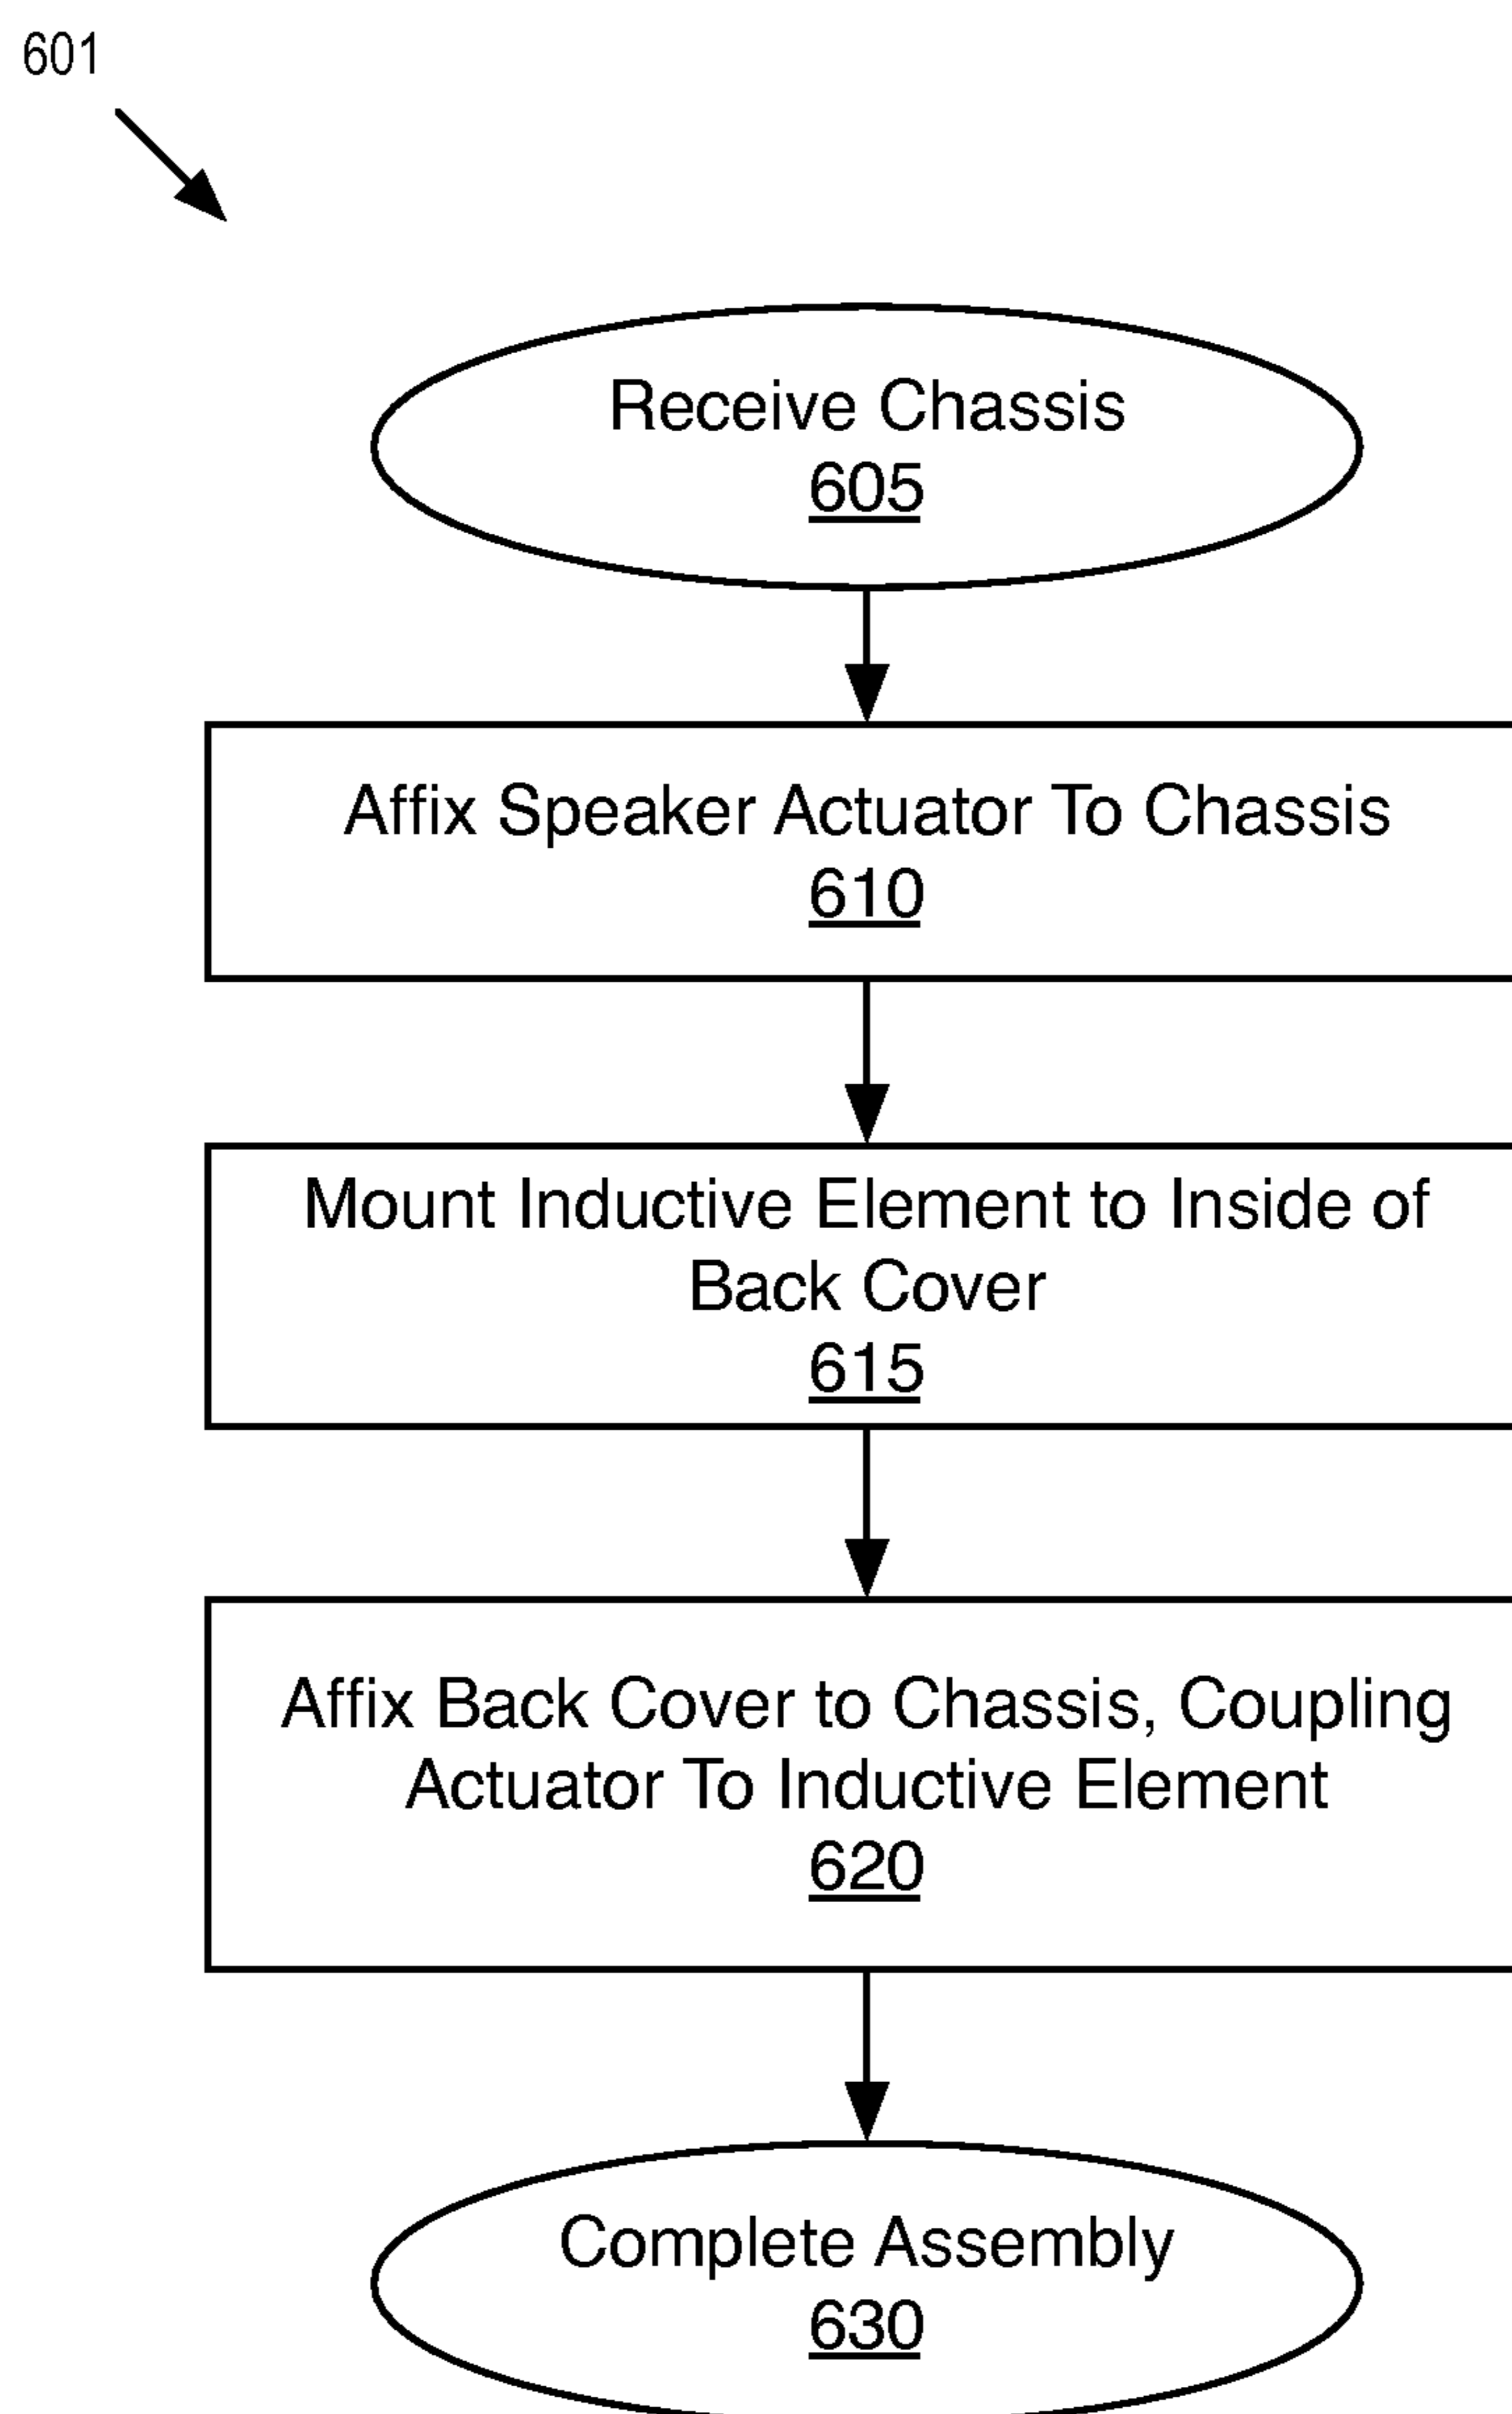 601
Receive Chassis
605
Affix Speaker Actuator To Chassis
610
Mount Inductive Element to Inside of
Back Cover
615
Affix Back Cover to Chassis, Coupling
Actuator To Inductive Element
620
Complete Assembly
630